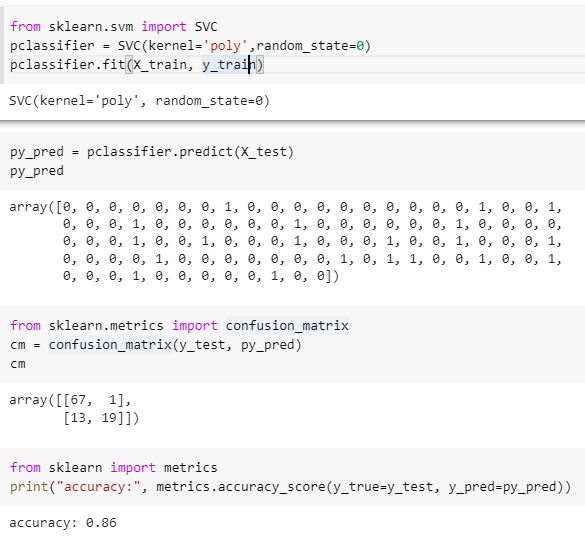 from sklearn.svm import SVC
pclassifier = SVC(kernel='poly',random_state=0)
pclassifier.fit(X_train, y_train)
SVC(kernel='poly', random_state=0)
py_pred = pclassifier.predict(X_test)
py_pred
array([0, 0, 0, 0, 0, 0, 0, 1, 0, 0, 0, 0, 0, 0, 0, 0, 0, 0, 1, 0, 0, 1,
0, 0, 0, 1, 0, 0, 0, 0, 0, 0, 1, 0, 0, 0, 0, 0, 0, 1, 0, 0, 0, 0,
0, 0, 0, 1, 0, 0, 1, 0, 0, 0, 1, 0, 0, 0, 1, 0, 0, 1, 0, 0, 0, 1,
0, 0, 0, 0, 1, 0, 0, 0, 0, 0, 0, 0, 1, 0, 1, 1, 0, 0, 1, 0, 0, 1,
0, 0, 0, 1, 0, 0, 0, 0, 0, 1, 0, 0])
from sklearn.metrics import confusion_matrix
cm = confusion_matrix(y_test, py_pred)
cm
array([[67, 1],
[13, 19]])
from sklearn import metrics
print("accuracy:", metrics.accuracy_score(y_true=y_test, y_pred=py_pred))
accuracy: 0.86